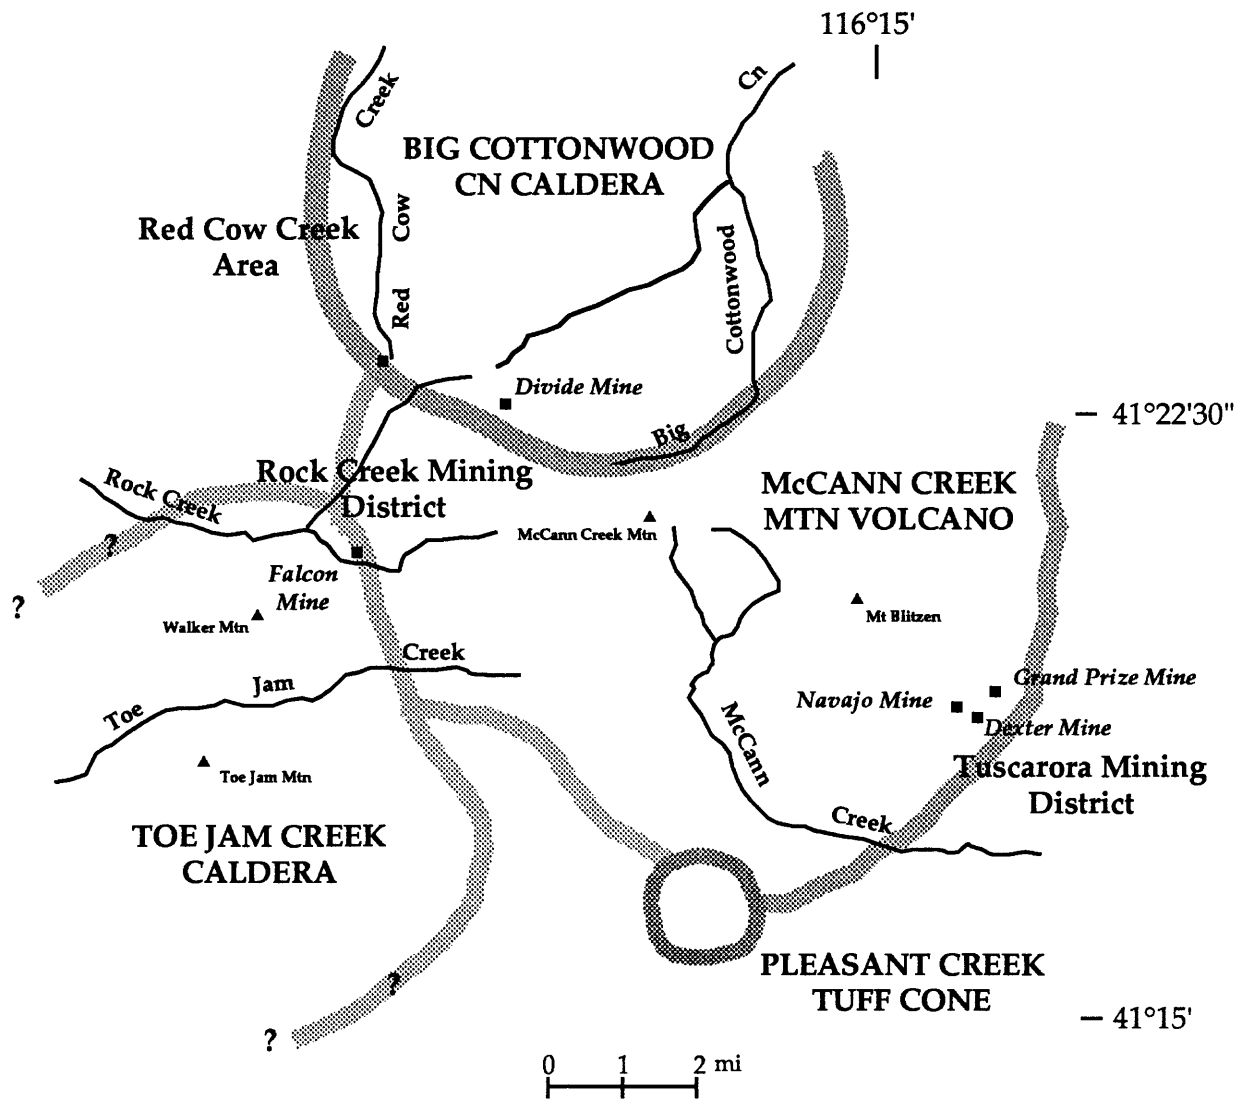 116°15'
Cn
Creek
BIG COTTONWOOD
CN CALDERA
Cow
Red Cow Creek
Area
Cottonwood
Red
Divide Mine
41°22'30"
Big
Rock Creek Mining
District
Rock Creek
McCANN CREEK
MTN VOLCANO
McCann Creek Mtn
?
Falcon
Mine
?
Mt Blitzen
Walker Mtn
Creek
Jam
Toe
Grand Prize Mine
Navajo Mine
Dexter Mine
McCann
Tuscarora Mining
District
Toe Jam Mtn
Creek
TOE JAM CREEK
CALDERA
PLEASANT CREEK
TUFF CONE
?
?
41°15'
0 1 2 mi